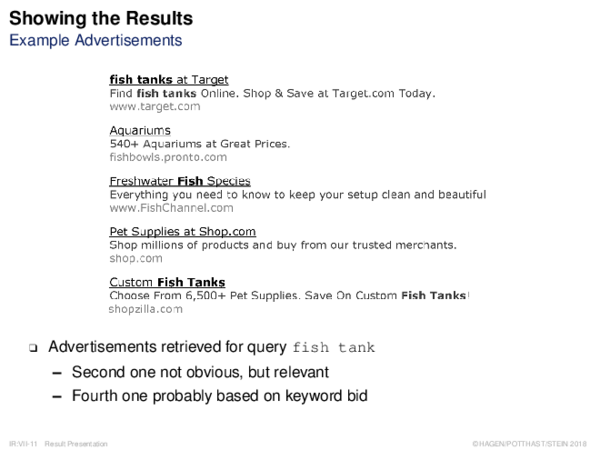 Showing the Results
Example Advertisements
fish tanks at Target
Find fish tanks Online. Shop & Save at Target.com Today.
www.target.com
Aquariums
540+ Aquariums at Great Prices.
fishbowls.pronto.com
Freshwater Fish Species
Everything you need to know to keep your setup clean and beautiful
www.FishChannel.com
Pet Supplies at Shop.com
Shop millions of products and buy from our trusted merchants.
shop.com
Custom Fish Tanks
Choose From 6,500+ Pet Supplies. Save On Custom Fish Tanks!
shopzilla.com
❑ Advertisements retrieved for query fish tank
– Second one not obvious, but relevant
– Fourth one probably based on keyword bid
IR:VII-11 Result Presentation
©HAGEN/POTTHAST/STEIN 2018